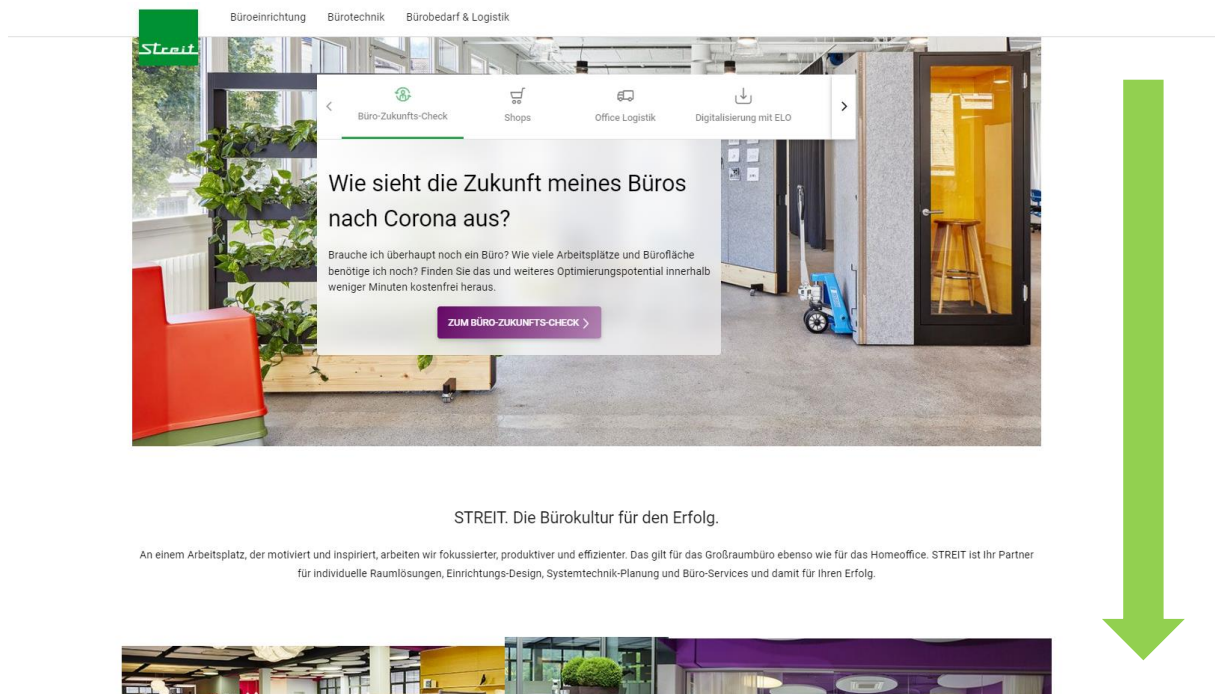 Büroeinrichtung Bürotechnik Bürobedarf & Logistik
Streit
Büro-Zukunfts-Check Shops Office Logistik Digitalisierung mit ELO
Wie sieht die Zukunft meines Büros
nach Corona aus?
Brauche ich überhaupt noch ein Büro? Wie viele Arbeitsplätze und Bürofläche
benötige ich noch? Finden Sie das und weiteres Optimierungspotential innerhalb
weniger Minuten kostenfrei heraus.
ZUM BÜRO-ZUKUNFTS-CHECK
STREIT. Die Bürokultur für den Erfolg.
An einem Arbeitsplatz, der motiviert und inspiriert, arbeiten wir fokussierter, produktiver und effizienter. Das gilt für das Großraumbüro ebenso wie für das Homeoffice. STREIT ist Ihr Partner
für individuelle Raumlösungen, Einrichtungs-Design, Systemtechnik-Planung und Büro-Services und damit für Ihren Erfolg.